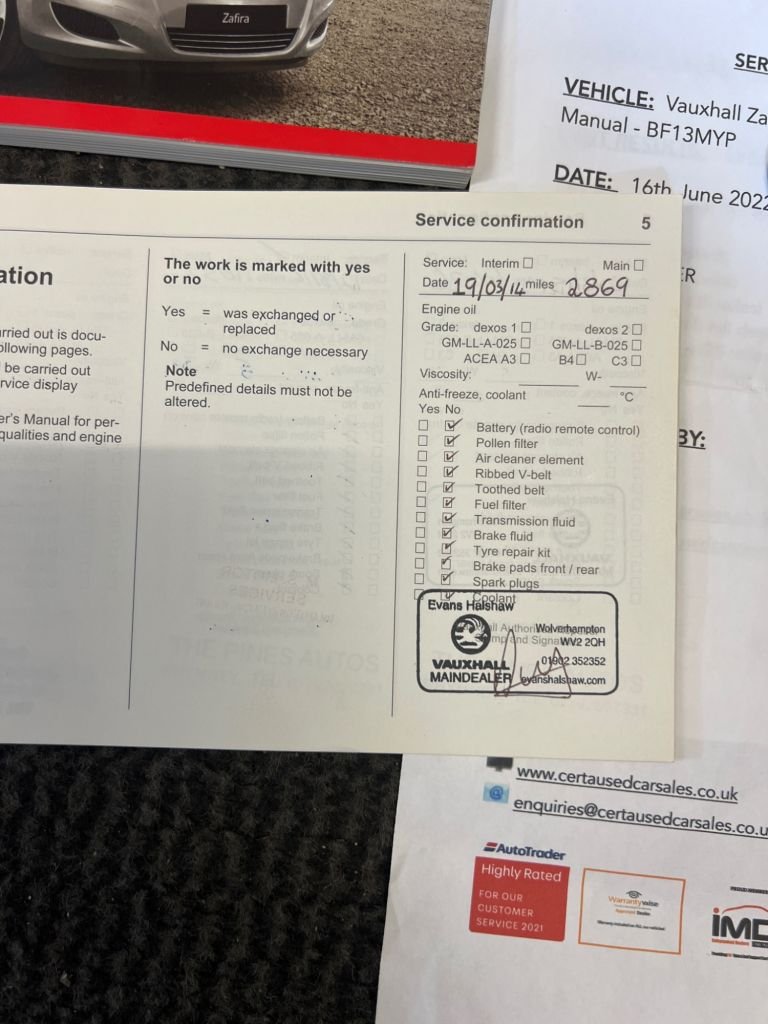 Zafira
SER
VEHICLE: Vauxhall Za
Manual - BF13MYP
DATE: 16th June 2022
ER
BY:
Service confirmation 5
ation
rried out is docu-
ollowing pages.
be carried out
rvice display
er's Manual for per-
qualities and engine
The work is marked with yes
or no
Yes = was exchanged or
replaced
No = no exchange necessary
Note
Predefined details must not be
altered.
Service: Interim Main
Date 19/03/14 miles 2869
Engine oil
Grade: dexos 1 dexos 2
GM-LL-A-025 GM-LL-B-025
ACEA A3 B4 C3
Viscosity: W-
Anti-freeze, coolant °C
Yes No
Battery (radio remote control)
Pollen filter
Air cleaner element
Ribbed V-belt
Toothed belt
Fuel filter
Transmission fluid
Brake fluid
Tyre repair kit
Brake pads front / rear
Spark plugs
Coolant
Evans Halshaw
Wolverhampton
WV2 2QH
01902 352352
VAUXHALL
MAINDEALER evanshalshaw.com
www.certausedcarsales.co.uk
enquiries@certausedcarsales.co.u
AutoTrader
Highly Rated
FOR OUR
CUSTOMER
SERVICE 2021
Warrantywise
iMD